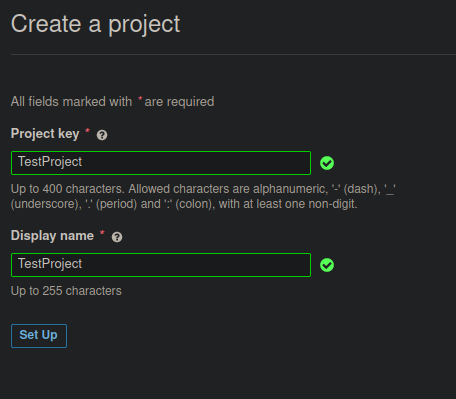 Create a project
All fields marked with * are required
Project key * ?
TestProject
Up to 400 characters. Allowed characters are alphanumeric, '-' (dash), '_'
(underscore), '.' (period) and ':' (colon), with at least one non-digit.
Display name * ?
TestProject
Up to 255 characters
Set Up